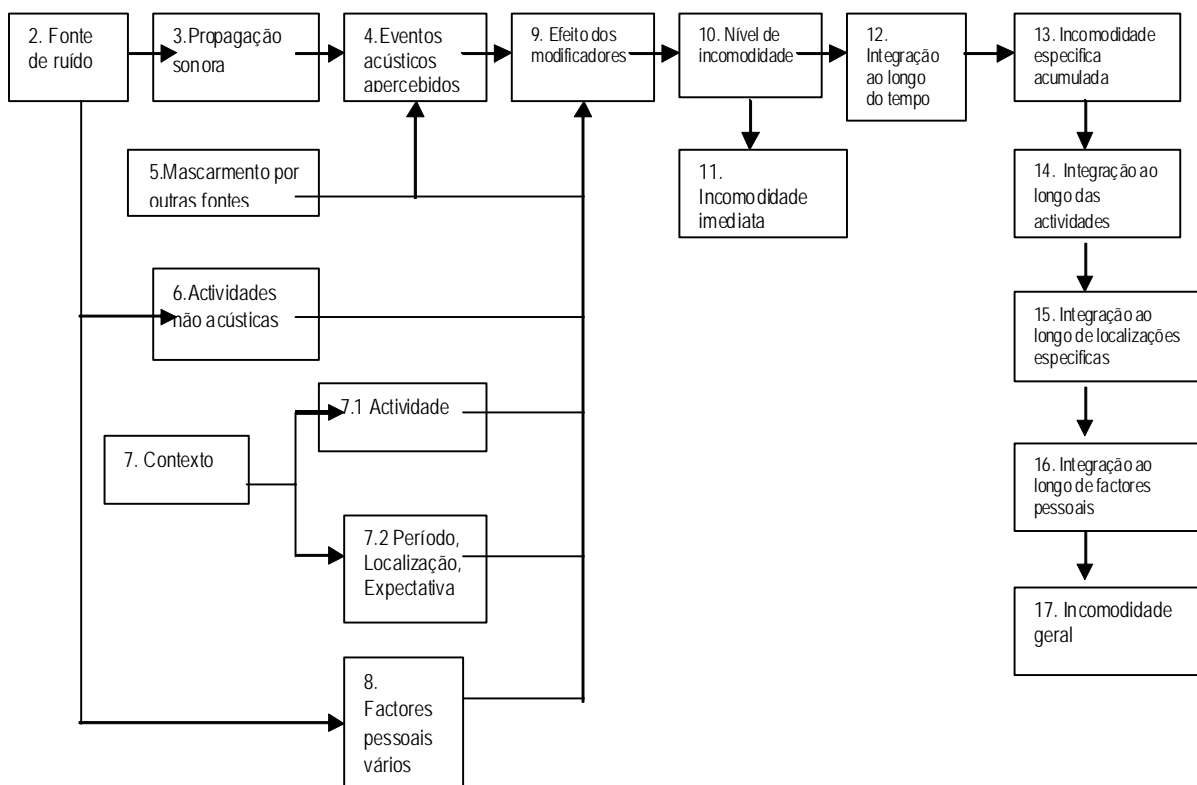 2. Fonte
de ruído
3.Propagação
sonora
4.Eventos
acústicos
apercebidos
9. Efeito dos
modificadores
10. Nível de
incomodidade
12.
Integração
ao longo
do tempo
13. Incomodidade
especifica
acumulada
5.Mascarmento por
outras fontes
11.
Incomodidade
imediata
14. Integração ao
longo das
actividades
6.Actividades
não acústicas
15. Integração ao
longo de localizações
especificas
7.1 Actividade
7. Contexto
16. Integração ao
longo de factores
pessoais
7.2 Período,
Localização,
Expectativa
17. Incomodidade
geral
8.
Factores
pessoais
vários